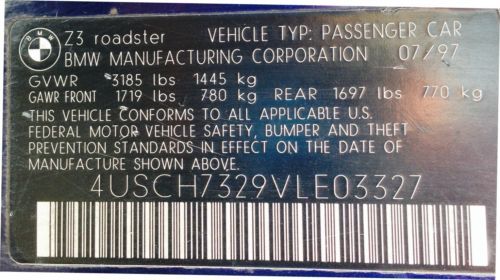 BMW Z3 roadster VEHICLE TYP: PASSENGER CAR
BMW MANUFACTURING CORPORATION 07/97
GVWR 3185 lbs 1445 kg
GAWR FRONT 1719 lbs 780 kg REAR 1697 lbs 770 kg
THIS VEHICLE CONFORMS TO ALL APPLICABLE U.S.
FEDERAL MOTOR VEHICLE SAFETY, BUMPER AND THEFT
PREVENTION STANDARDS IN EFFECT ON THE DATE OF
MANUFACTURE SHOWN ABOVE.
4USCH7329VLE03327